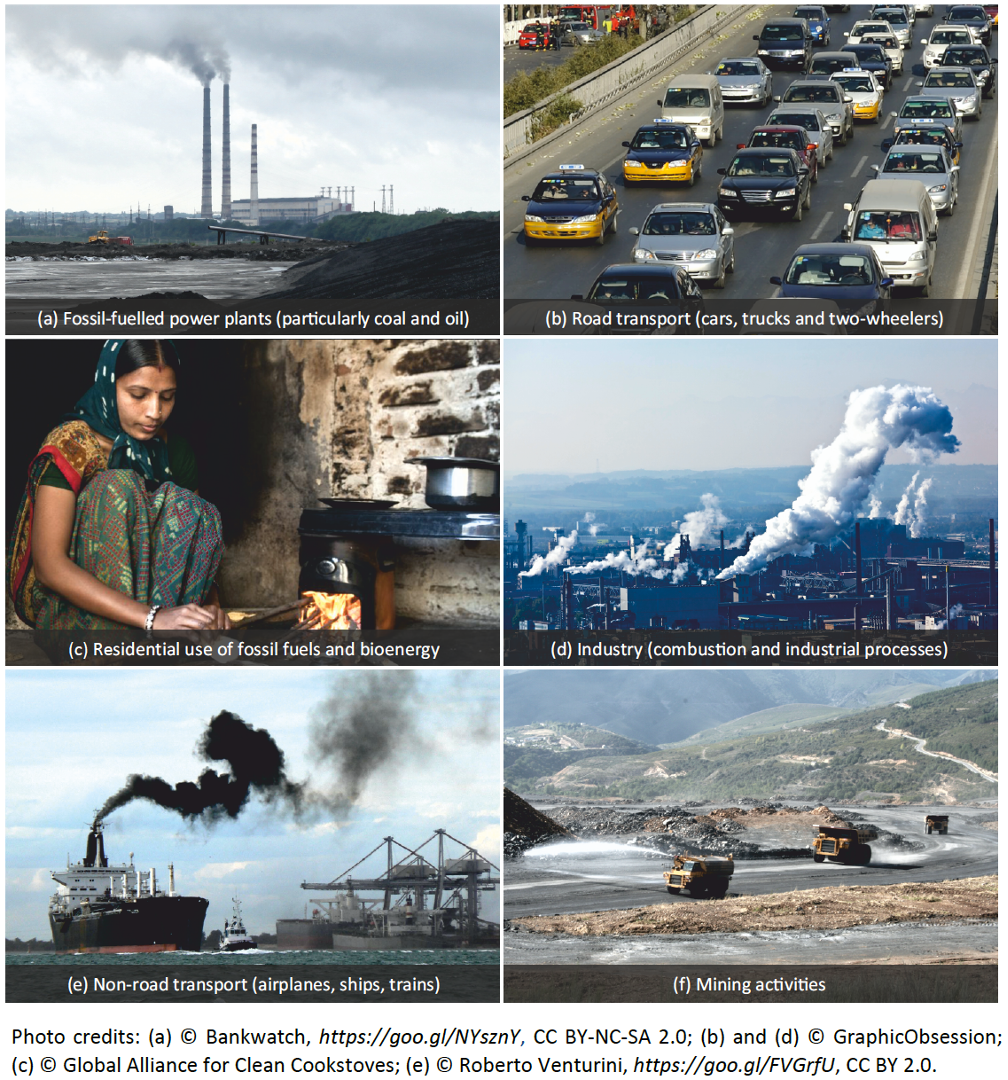 (a) Fossil-fuelled power plants (particularly coal and oil)
(b) Road transport (cars, trucks and two-wheelers)
(c) Residential use of fossil fuels and bioenergy
(d) Industry (combustion and industrial processes)
(e) Non-road transport (airplanes, ships, trains)
(f) Mining activities
Photo credits: (a) © Bankwatch, https://goo.gl/NYsznY, CC BY-NC-SA 2.0; (b) and (d) © GraphicObsession;
(c) © Global Alliance for Clean Cookstoves; (e) © Roberto Venturini, https://goo.gl/FVGrfU, CC BY 2.0.